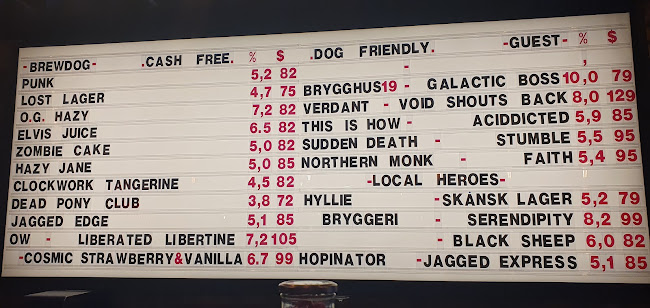 -BREWDOG- .CASH FREE. % $
PUNK 5,2 82
LOST LAGER 4,7 75
O.G. HAZY 7,2 82
ELVIS JUICE 6.5 82
ZOMBIE CAKE 5,0 82
HAZY JANE 5,0 85
CLOCKWORK TANGERINE 4,5 82
DEAD PONY CLUB 3,8 72
JAGGED EDGE 5,1 85
OW - LIBERATED LIBERTINE 7,2 105
-COSMIC STRAWBERRY&VANILLA 6.7 99
.DOG FRIENDLY. -GUEST- % $
- ,
BRYGGHUS19 - GALACTIC BOSS 10,0 79
VERDANT - VOID SHOUTS BACK 8,0 129
THIS IS HOW - ACIDDICTED 5,9 85
SUDDEN DEATH - STUMBLE 5,5 95
NORTHERN MONK - FAITH 5,4 95
-LOCAL HEROES-
HYLLIE -SKÅNSK LAGER 5,2 79
BRYGGERI - SERENDIPITY 8,2 99
- BLACK SHEEP 6,0 82
HOPINATOR -JAGGED EXPRESS 5,1 85